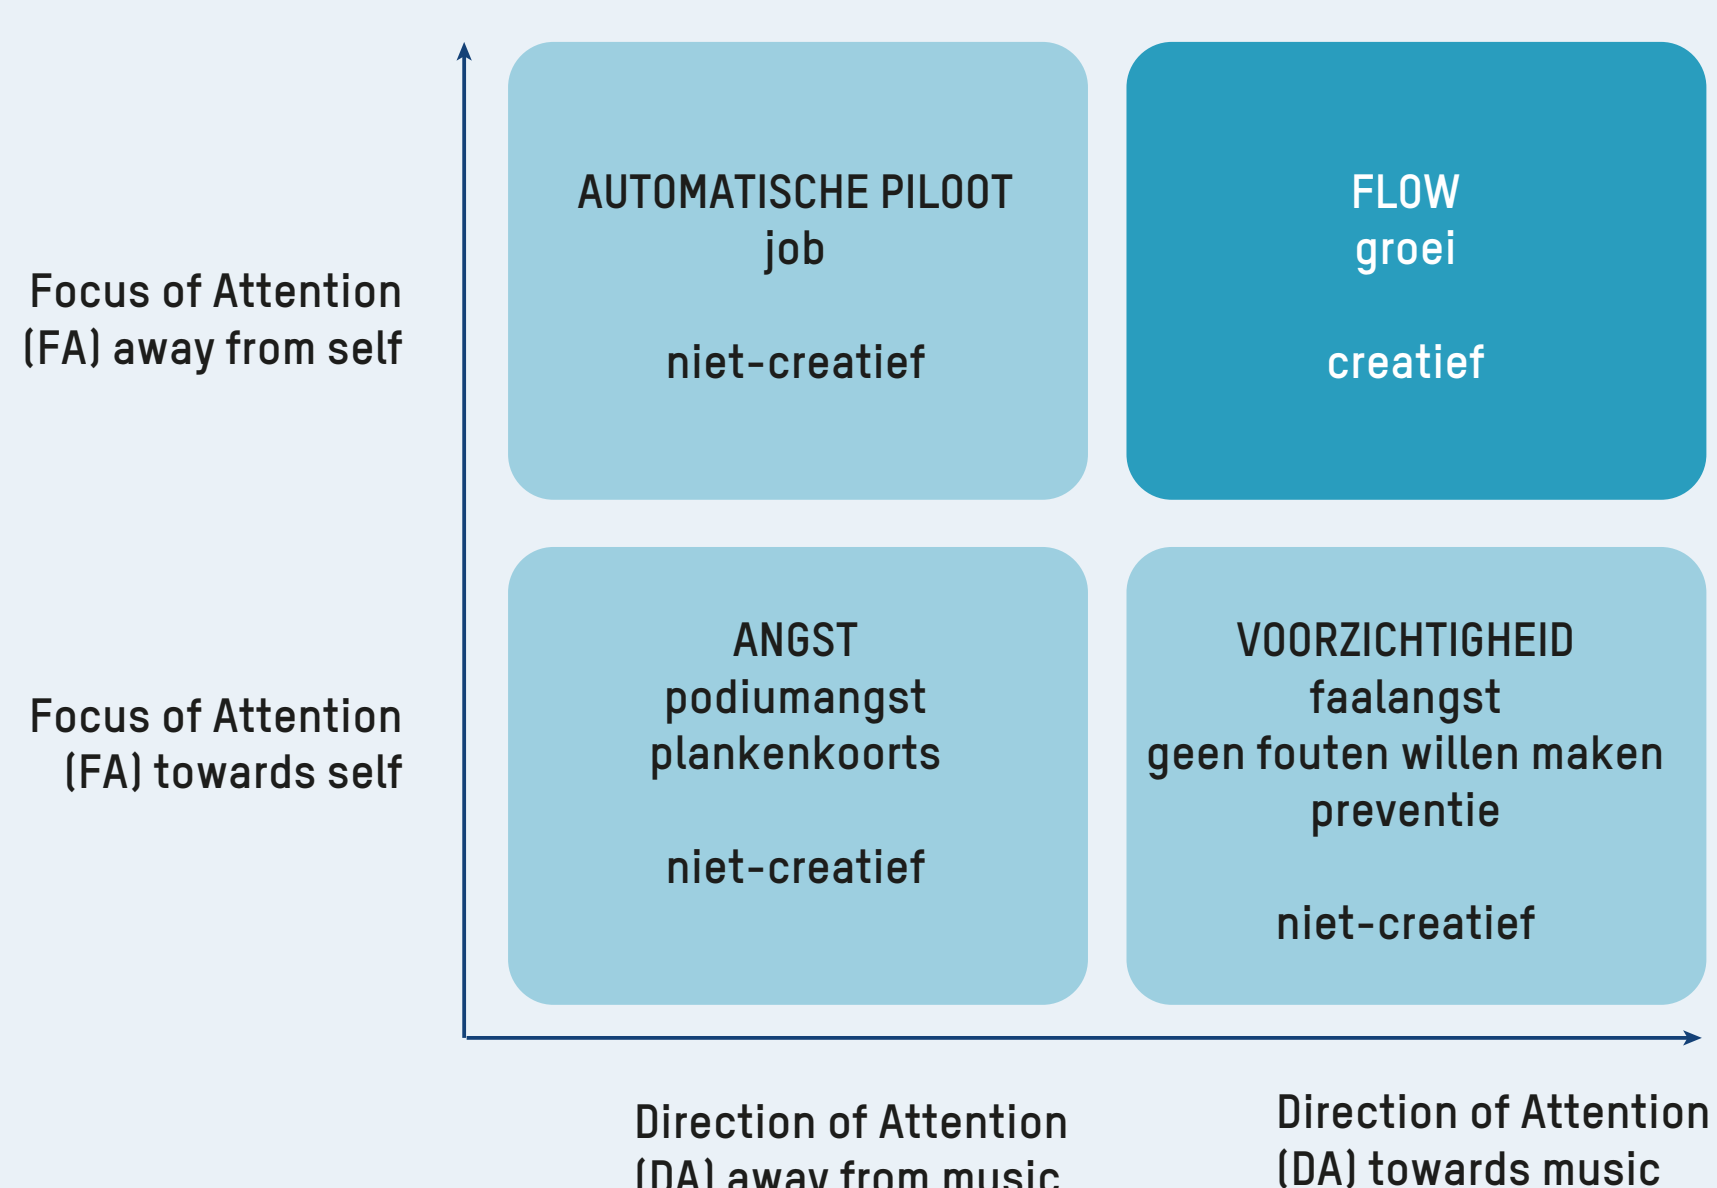 AUTOMATISCHE PILOOT
job
niet-creatief
FLOW
groei
creatief
Focus of Attention
(FA) away from self
ANGST
podiumangst
plankenkoorts
niet-creatief
VOORZICHTIGHEID
faalangst
geen fouten willen maken
preventie
niet-creatief
Focus of Attention
(FA) towards self
Direction of Attention
(DA) away from music
Direction of Attention
(DA) towards music